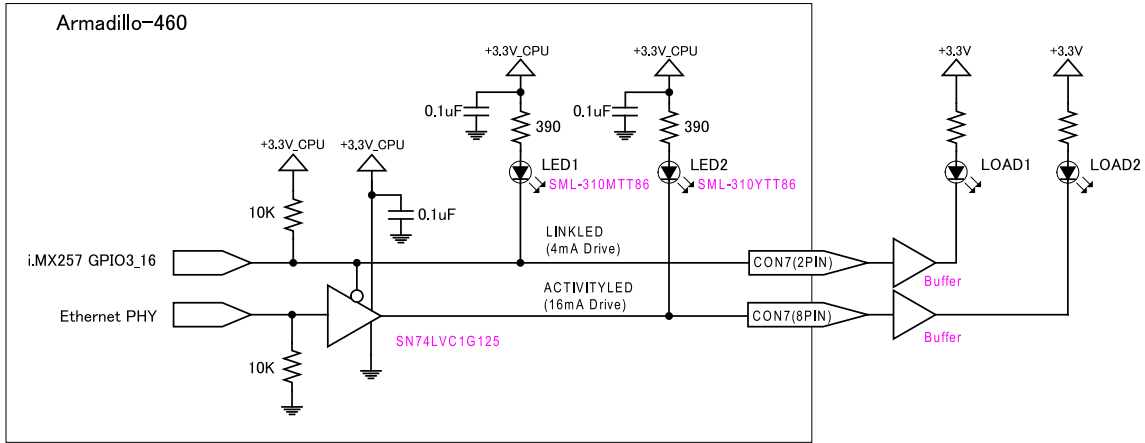 Armadillo-460
+3.3V_CPU
+3.3V_CPU
+3.3V
+3.3V
0.1uF
390
0.1uF
390
+3.3V_CPU
+3.3V_CPU
LED1
SML-310MTT86
LED2
SML-310YTT86
LOAD1
LOAD2
10K
0.1uF
LINKLED
(4mA Drive)
i.MX257 GPIO3_16
CON7(2PIN)
Buffer
ACTIVITYLED
(16mA Drive)
Ethernet PHY
CON7(8PIN)
Buffer
SN74LVC1G125
10K